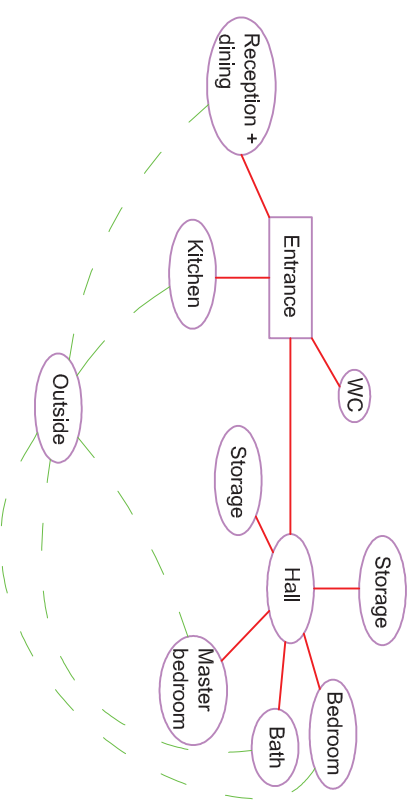 Reception +
dining
Entrance
Kitchen
WC
Outside
Storage
Hall
Storage
Master
bedroom
Bath
Bedroom